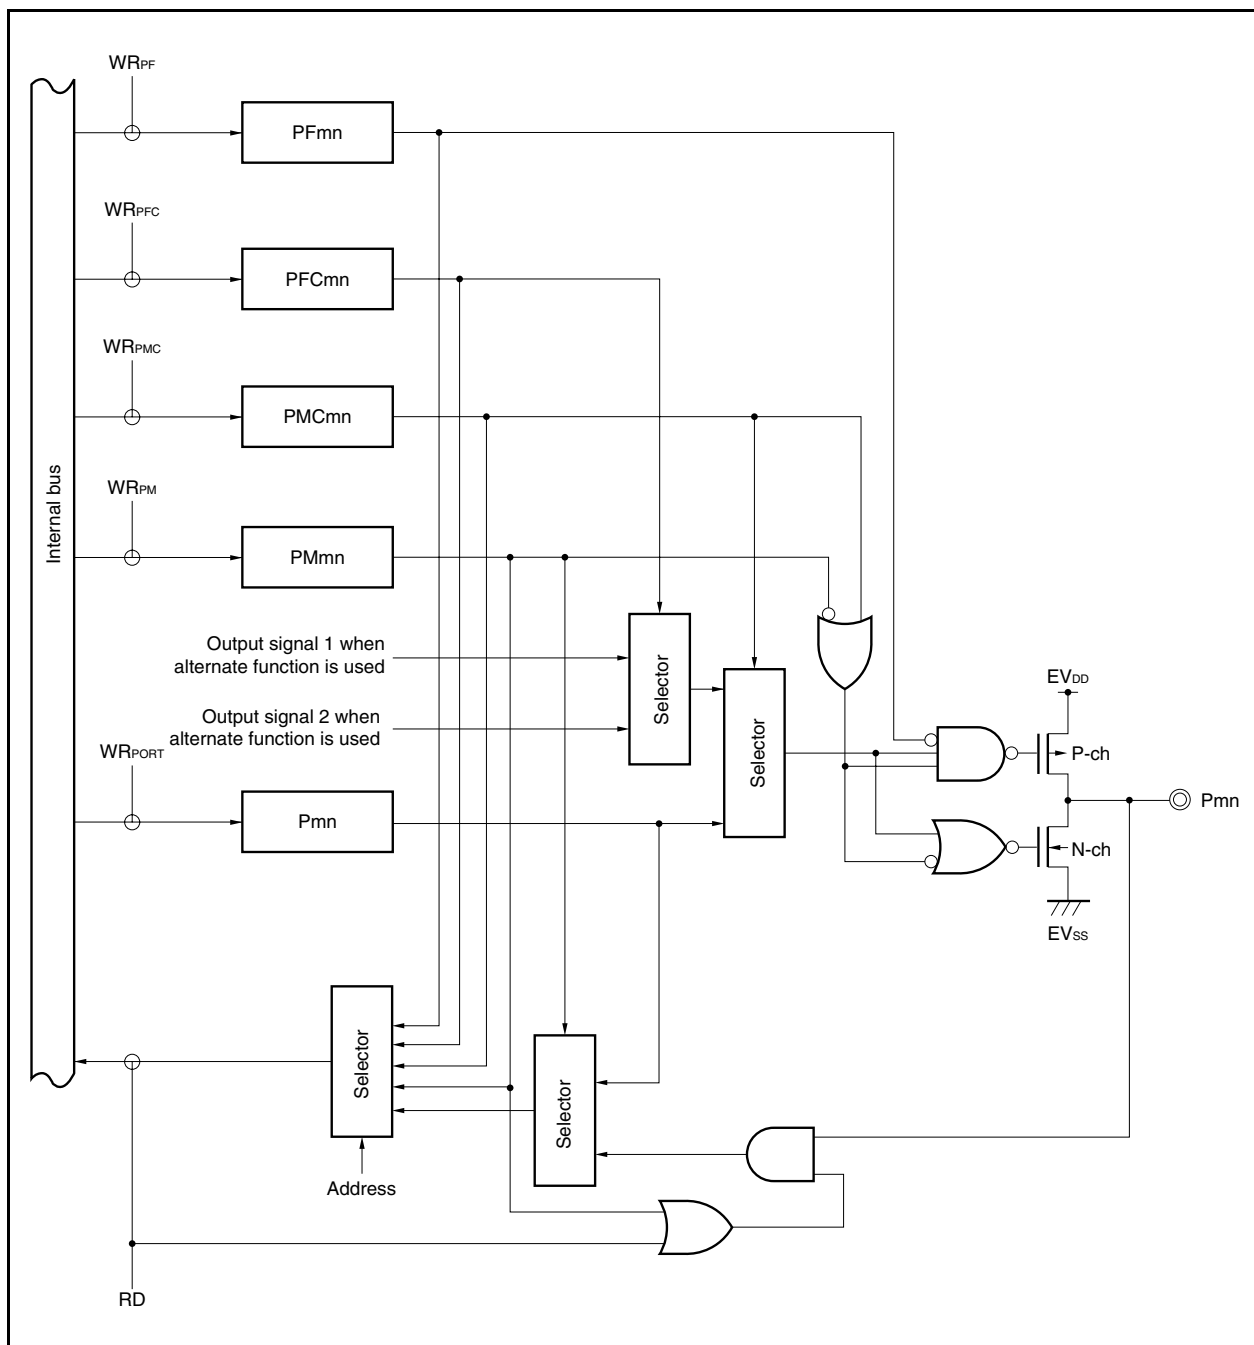 WRPF
PFmn
WRPFC
PFCmn
WRPMC
PMCmn
Internal bus
WRPM
PMmn
Output signal 1 when
alternate function is used
Output signal 2 when
alternate function is used
Selector
Selector
EVDD
P-ch
WRPORT
Pmn
Pmn
N-ch
EVSS
Selector
Selector
Address
RD